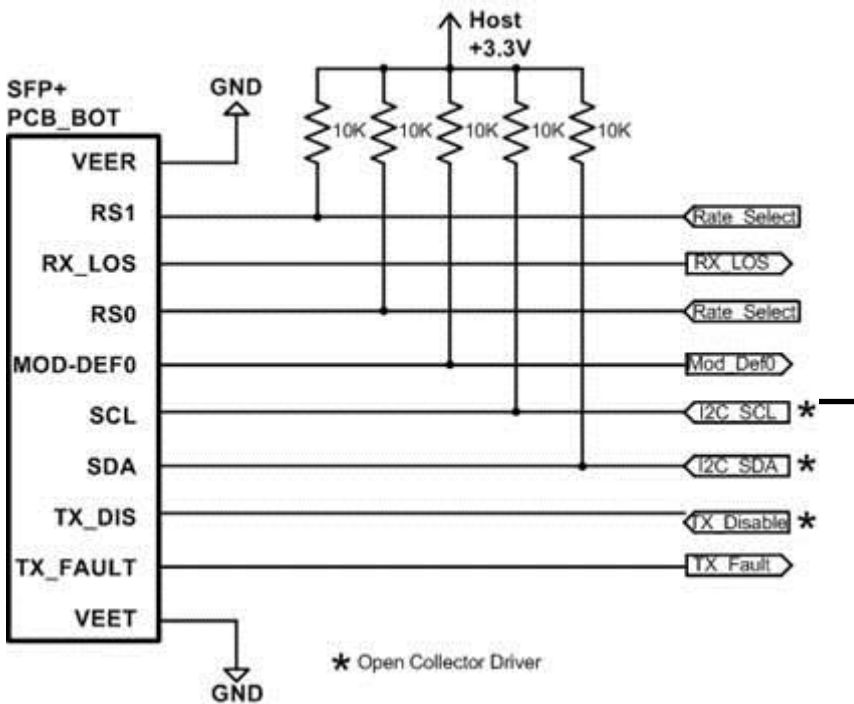 Host
+3.3V
SFP+
PCB_BOT
GND
10K 10K 10K 10K 10K
VEER
RS1 Rate_Select
RX_LOS RX_LOS
RS0 Rate_Select
MOD-DEF0 Mod_Def0
SCL I2C_SCL *
SDA I2C_SDA *
TX_DIS TX_Disable *
TX_FAULT TX_Fault
VEET
* Open Collector Driver
GND